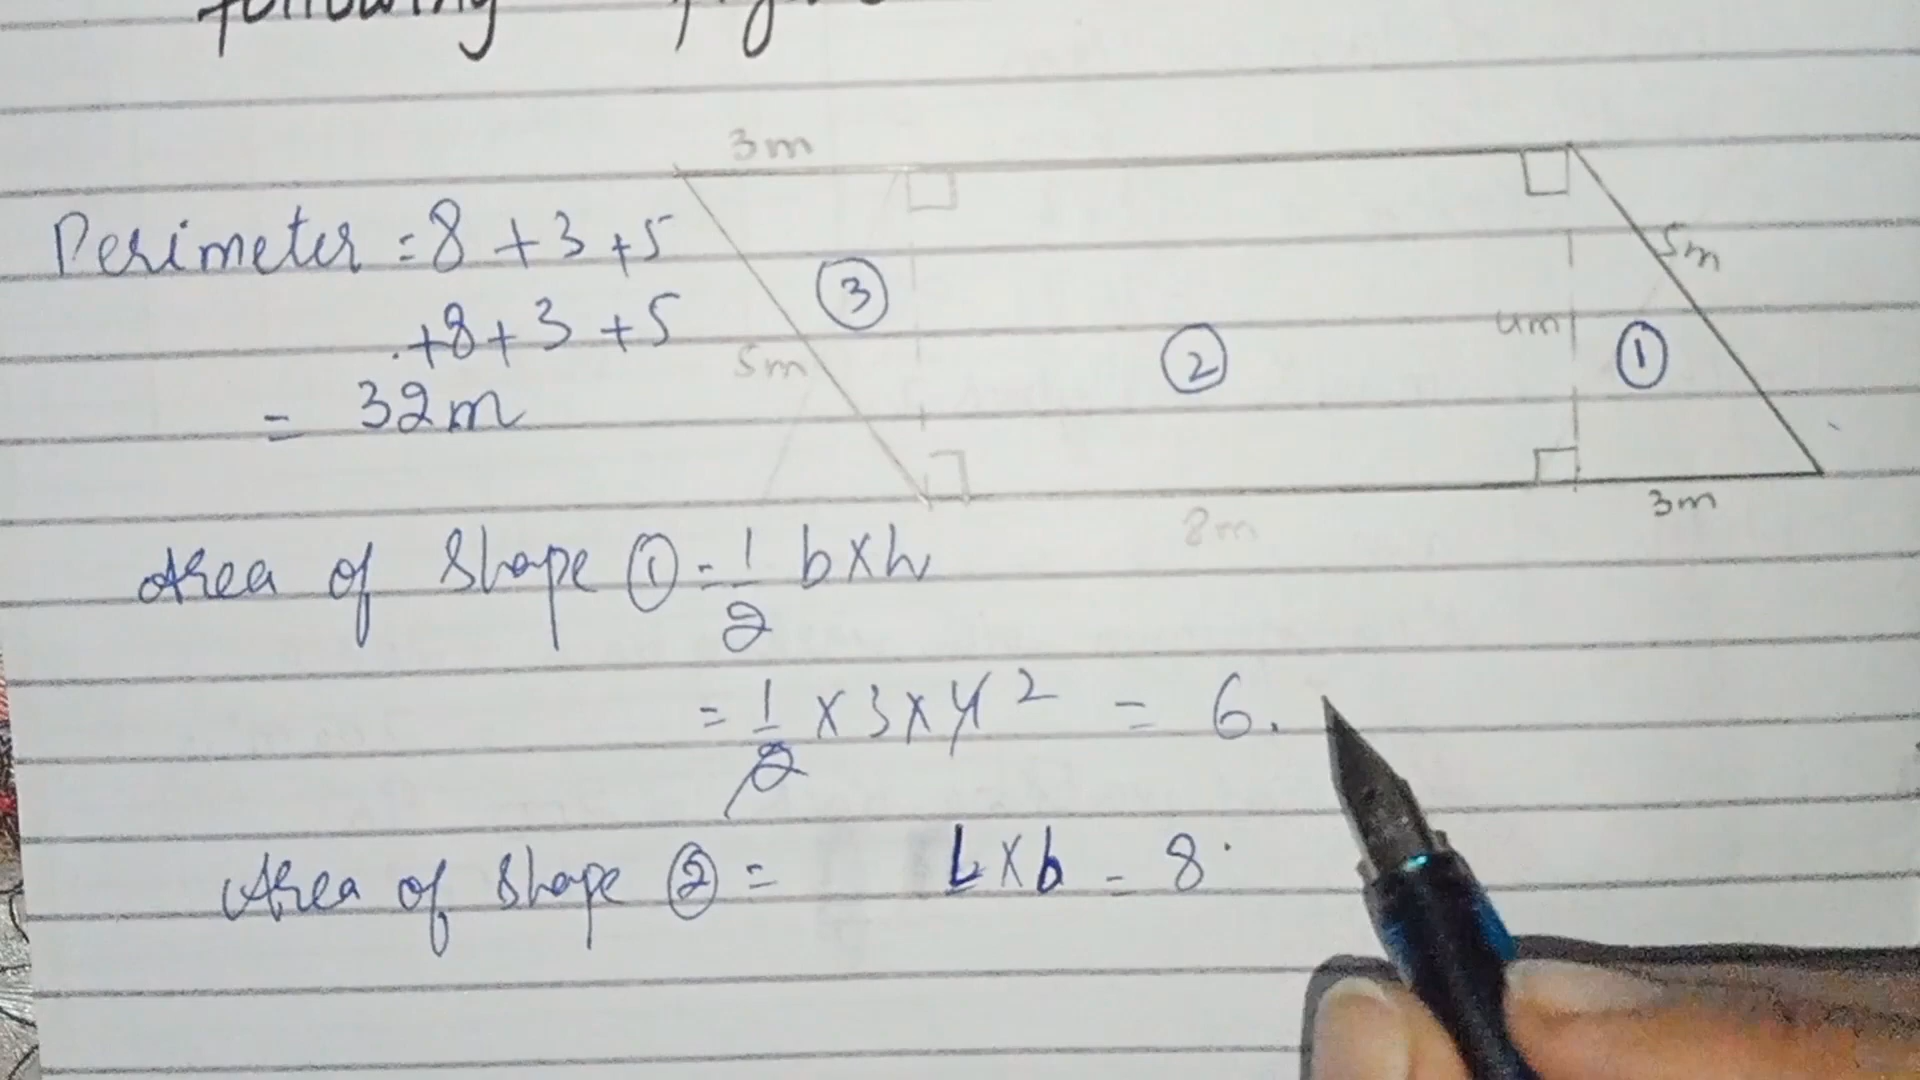 following
3m
Perimeter = 8 + 3 + 5
5m
3
+ 8 + 3 + 5
4m
1
2
5m
= 32m
3m
8m
Area of Shape 1 = 1/2 b × h
= 1/2 × 3 × 4 2 = 6.
Area of Shape 2 = L × b = 8